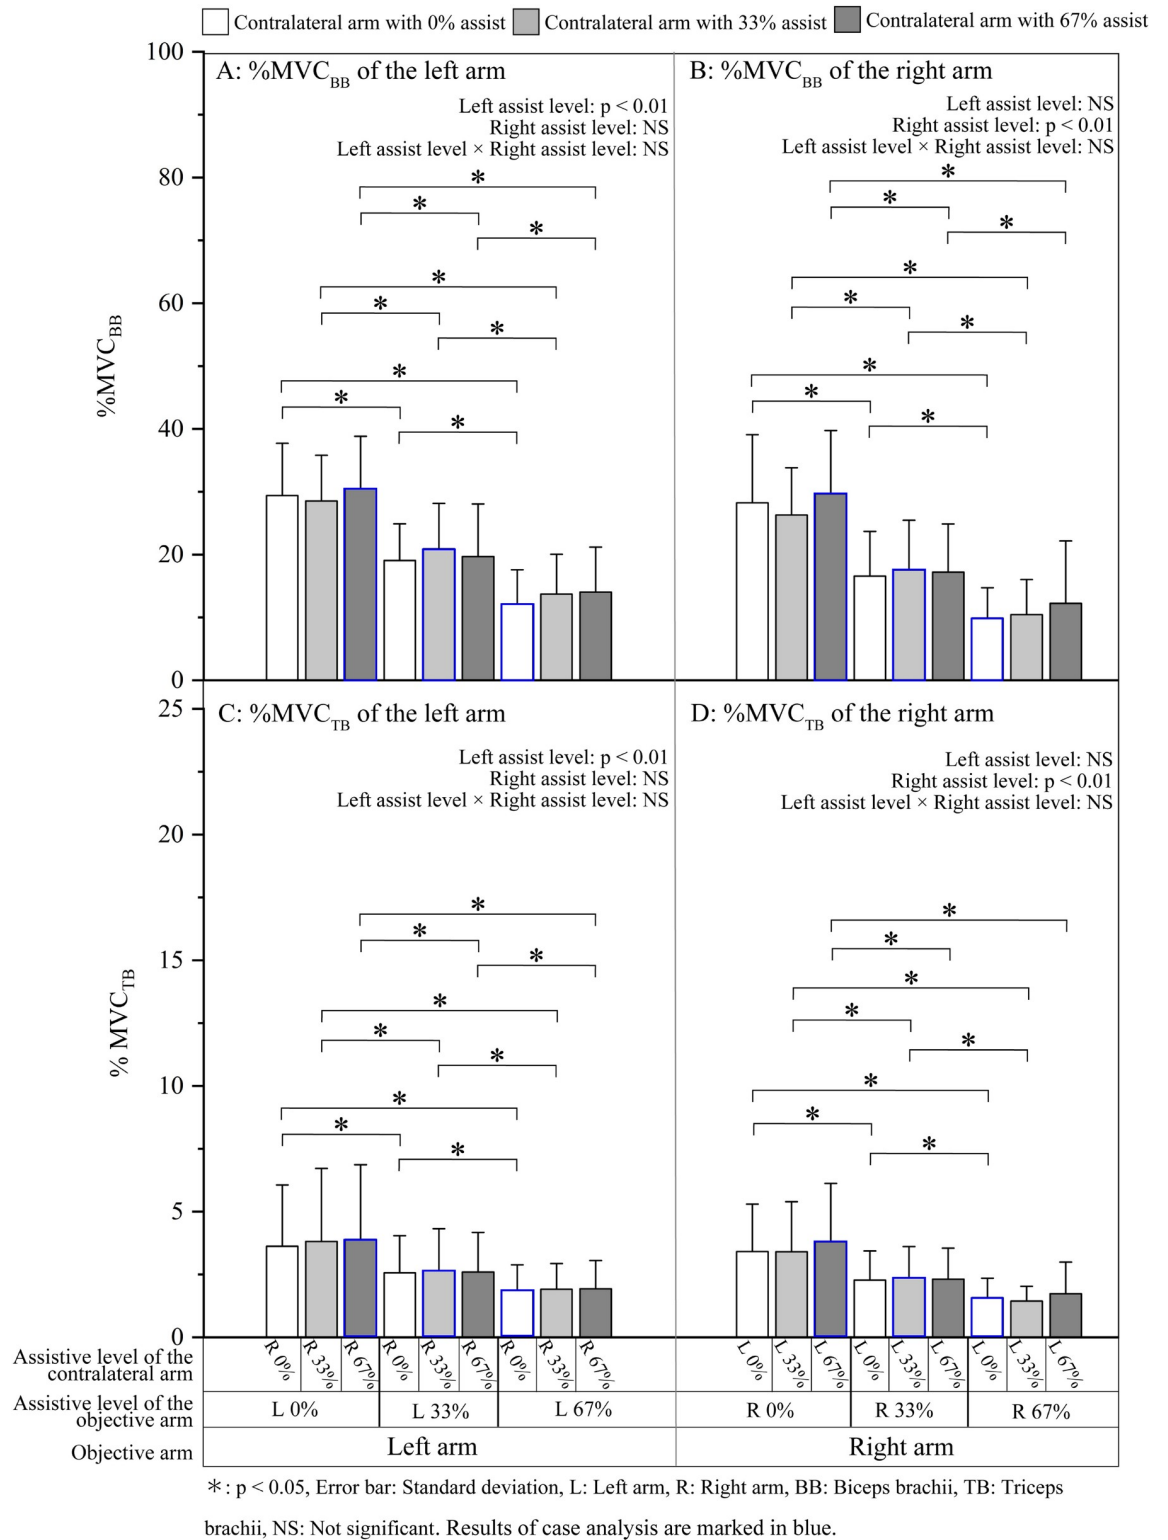 Contralateral arm with 0% assist Contralateral arm with 33% assist Contralateral arm with 67% assist
A: %MVC_BB of the left arm
Left assist level: p < 0.01
Right assist level: NS
Left assist level × Right assist level: NS
* * *
* * *
* * *
B: %MVC_BB of the right arm
Left assist level: NS
Right assist level: p < 0.01
Left assist level × Right assist level: NS
* * *
* * *
* * *
%MVC_BB
100
80
60
40
20
0
C: %MVC_TB of the left arm
Left assist level: p < 0.01
Right assist level: NS
Left assist level × Right assist level: NS
* * *
* * *
* * *
D: %MVC_TB of the right arm
Left assist level: NS
Right assist level: p < 0.01
Left assist level × Right assist level: NS
* *
* * *
* * *
% MVC_TB
25
20
15
10
5
0
Assistive level of the
contralateral arm
R 0% R 33% R 67% R 0% R 33% R 67% R 0% R 33% R 67% L 0% L 33% L 67% L 0% L 33% L 67% L 0% L 33% L 67%
Assistive level of the
objective arm
L 0% L 33% L 67% R 0% R 33% R 67%
Objective arm Left arm Right arm
*: p < 0.05, Error bar: Standard deviation, L: Left arm, R: Right arm, BB: Biceps brachii, TB: Triceps
brachii, NS: Not significant. Results of case analysis are marked in blue.